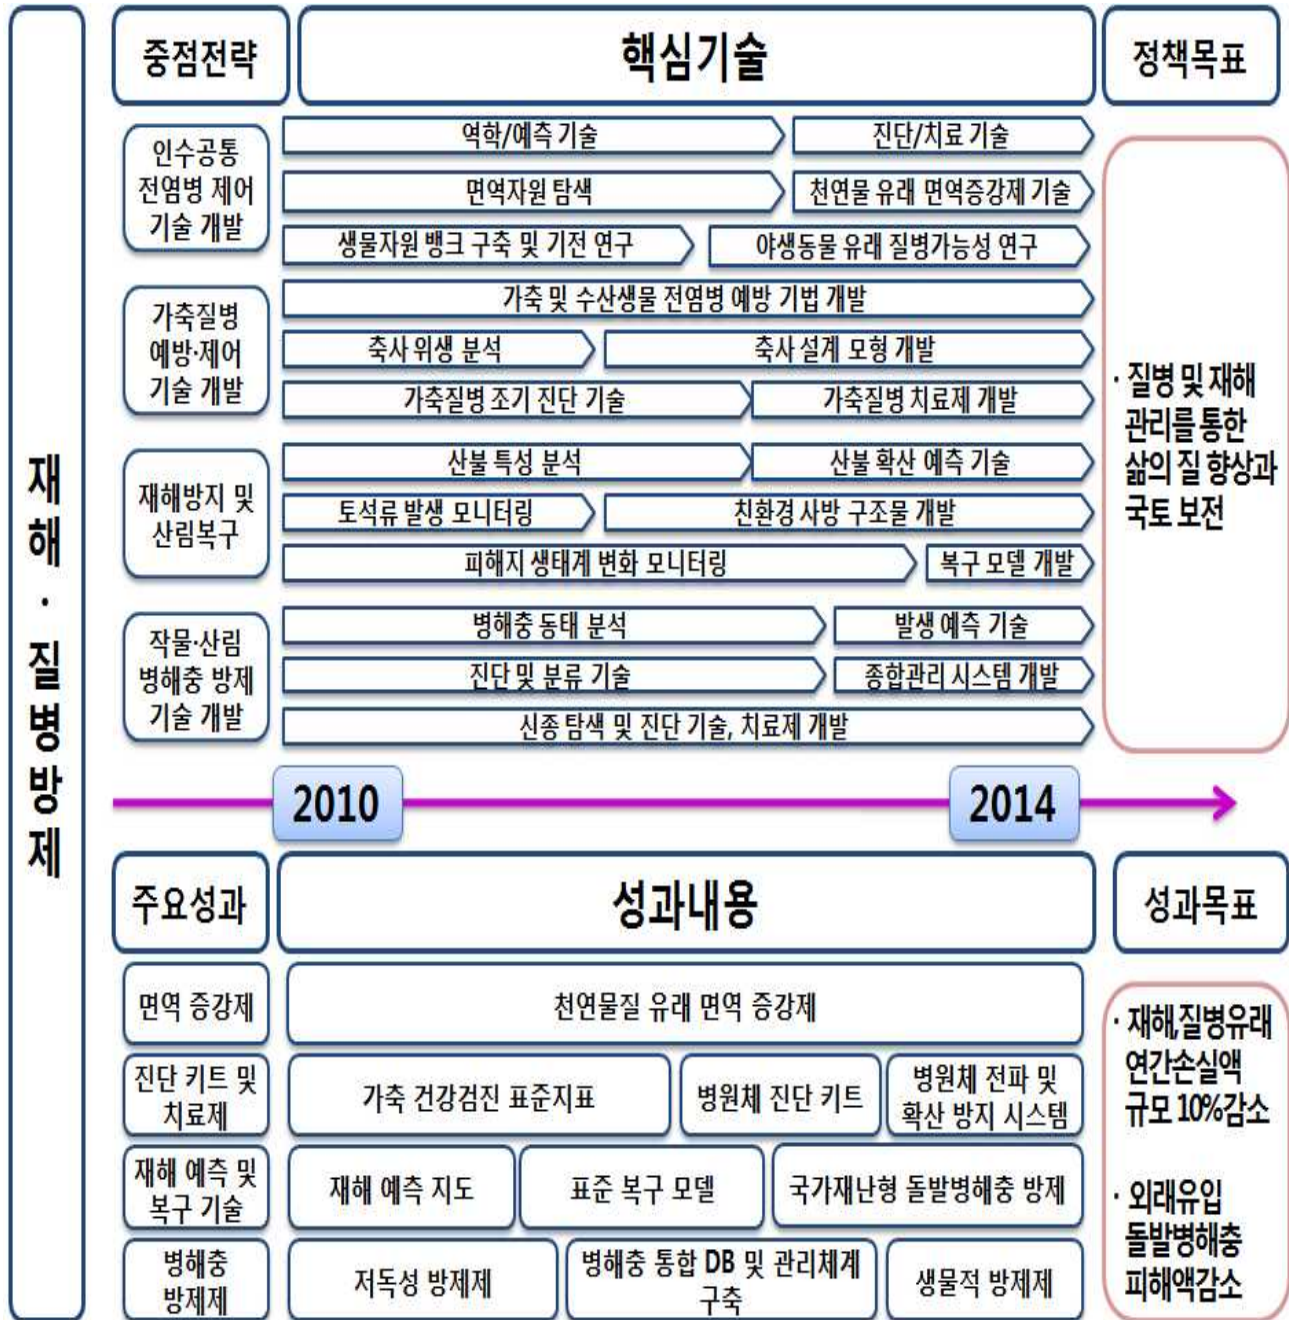 재해·질병방제
중점전략
핵심기술
정책목표
인수공통
전염병 제어
기술 개발
역학/예측 기술
진단/치료 기술
면역자원 탐색
천연물 유래 면역증강제 기술
생물자원 뱅크 구축 및 기전 연구
야생동물 유래 질병가능성 연구
가축질병
예방·제어
기술 개발
가축 및 수산생물 전염병 예방 기법 개발
축사 위생 분석
축사 설계 모형 개발
가축질병 조기 진단 기술
가축질병 치료제 개발
재해방지 및
산림복구
산불 특성 분석
산불 확산 예측 기술
토석류 발생 모니터링
친환경 사방 구조물 개발
피해지 생태계 변화 모니터링
복구 모델 개발
작물·산림
병해충 방제
기술 개발
병해충 동태 분석
발생 예측 기술
진단 및 분류 기술
종합관리 시스템 개발
신종 탐색 및 진단 기술, 치료제 개발
· 질병 및 재해
관리를 통한
삶의 질 향상과
국토 보전
2010
2014
주요성과
성과내용
성과목표
면역 증강제
천연물질 유래 면역 증강제
진단 키트 및
치료제
가축 건강검진 표준지표
병원체 진단 키트
병원체 전파 및
확산 방지 시스템
재해 예측 및
복구 기술
재해 예측 지도
표준 복구 모델
국가재난형 돌발병해충 방제
병해충
방제제
저독성 방제제
병해충 통합 DB 및 관리체계
구축
생물적 방제제
· 재해,질병유래
연간손실액
규모 10%감소
· 외래유입
돌발병해충
피해액감소